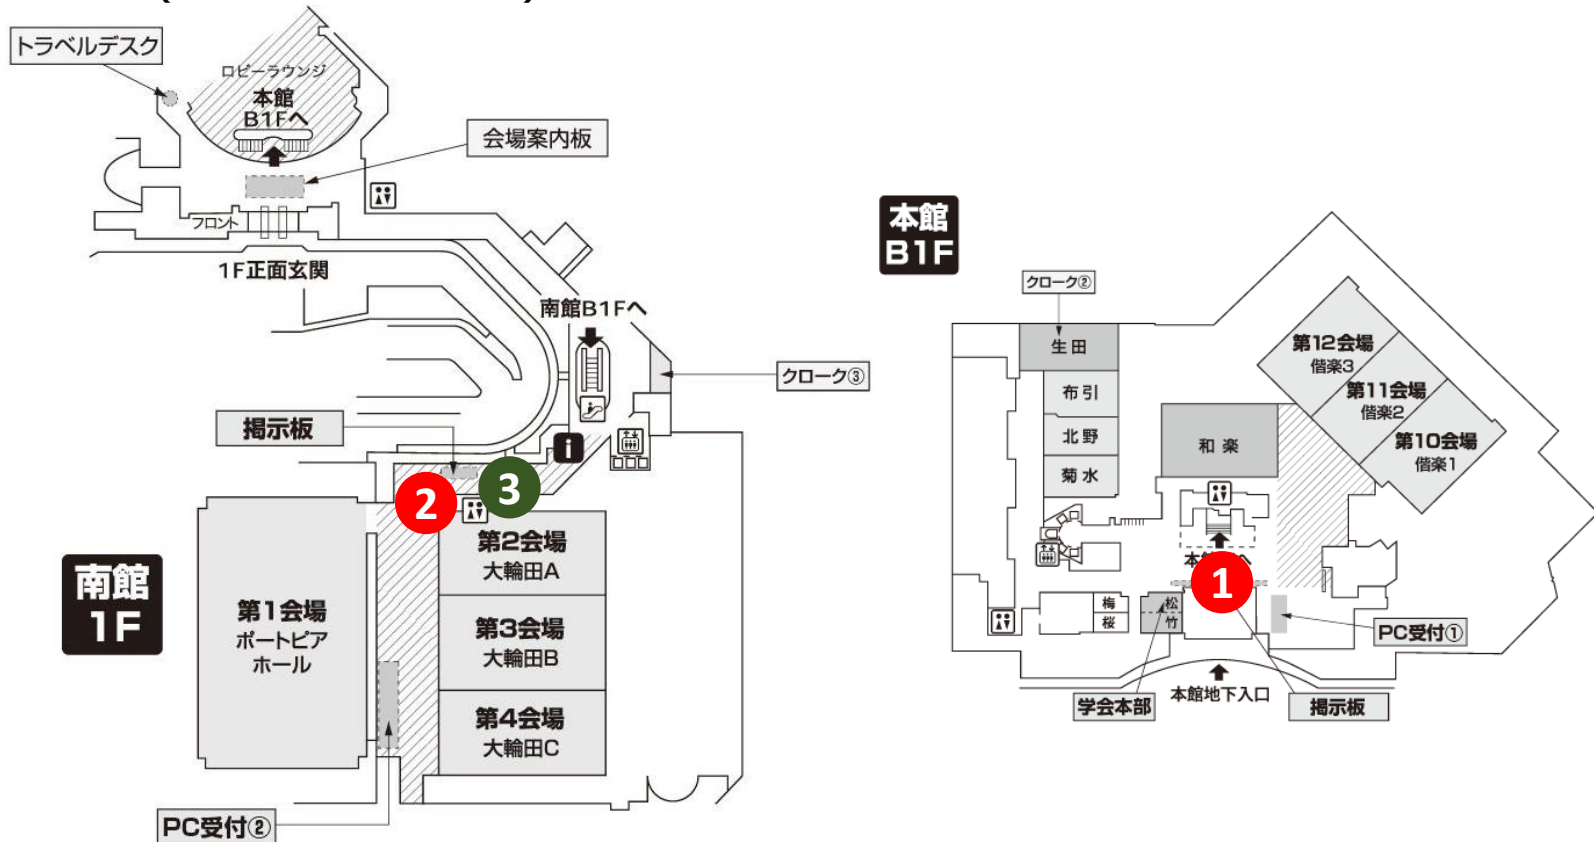 トラベルデスク
ロビーラウンジ
本館
B1Fへ
会場案内板
フロント
1F正面玄関
南館B1Fへ
クローク③
掲示板
i
2
3
南館
1F
第1会場
ポートピア
ホール
第2会場
大輪田A
第3会場
大輪田B
第4会場
大輪田C
PC受付②
本館
B1F
クローク②
生田
布引
北野
菊水
和楽
第12会場
偕楽3
第11会場
偕楽2
第10会場
偕楽1
1
梅
桜
松
竹
PC受付①
本館地下入口
学会本部
掲示板